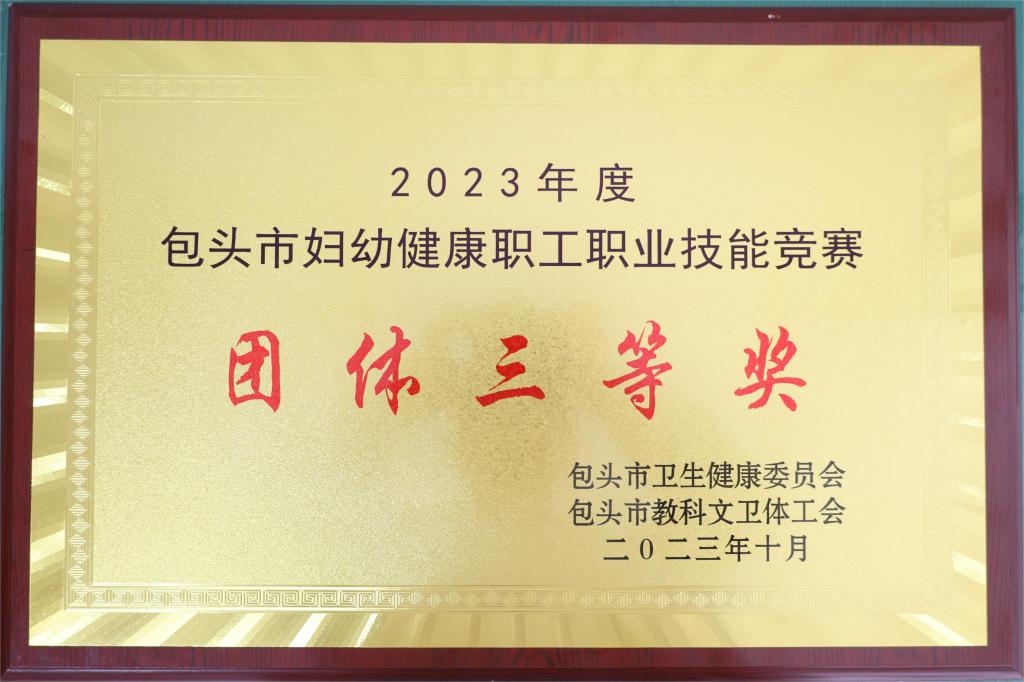 2023年度
包头市妇幼健康职工职业技能竞赛
团体三等奖
包头市卫生健康委员会
包头市教科文卫体工会
二0二三年十月